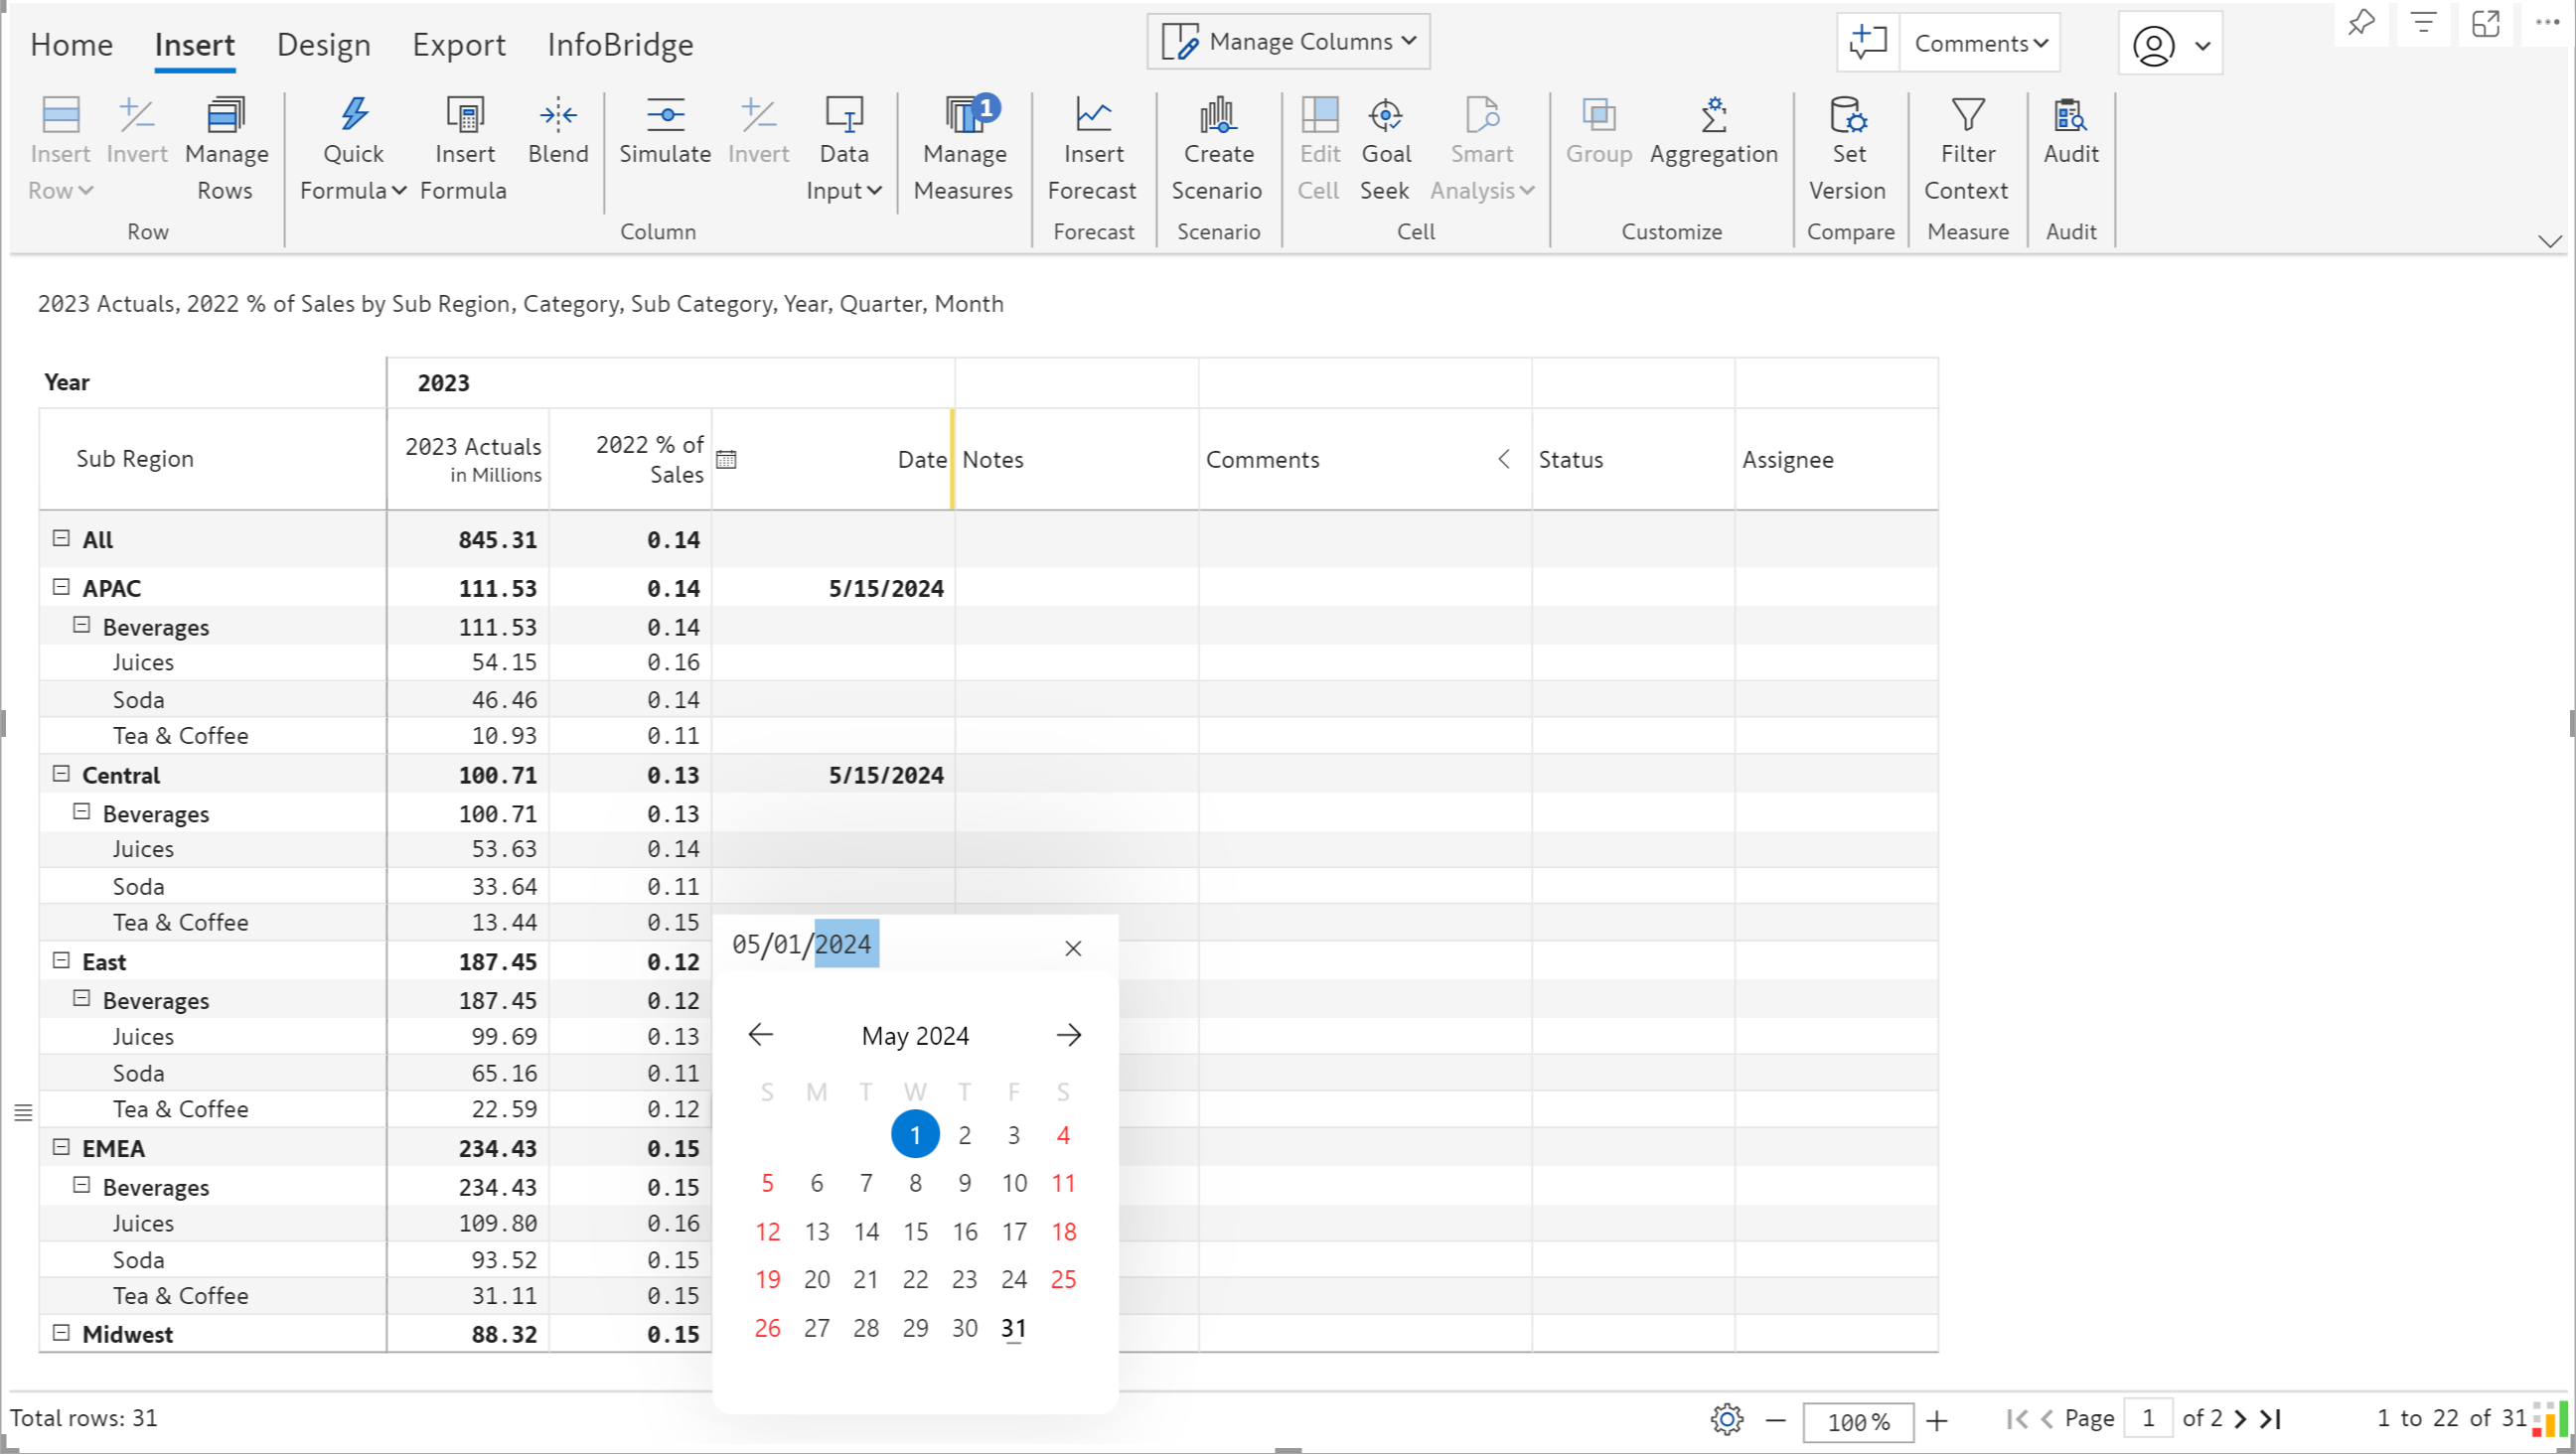 Home Insert Design Export InfoBridge Manage Columns Comments
Insert Row Invert Manage Rows Quick Formula Insert Formula Blend Simulate Invert Data Input Manage Measures 1 Insert Forecast Create Scenario Edit Cell Goal Seek Smart Analysis Group Aggregation Set Version Filter Context Audit
Row Column Forecast Scenario Cell Customize Compare Measure Audit
2023 Actuals, 2022 % of Sales by Sub Region, Category, Sub Category, Year, Quarter, Month
Year 2023
Sub Region 2023 Actuals in Millions 2022 % of Sales Date Notes Comments Status Assignee
All 845.31 0.14
APAC 111.53 0.14 5/15/2024
Beverages 111.53 0.14
Juices 54.15 0.16
Soda 46.46 0.14
Tea & Coffee 10.93 0.11
Central 100.71 0.13 5/15/2024
Beverages 100.71 0.13
Juices 53.63 0.14
Soda 33.64 0.11
Tea & Coffee 13.44 0.15
East 187.45 0.12
Beverages 187.45 0.12
Juices 99.69 0.13
Soda 65.16 0.11
Tea & Coffee 22.59 0.12
EMEA 234.43 0.15
Beverages 234.43 0.15
Juices 109.80 0.16
Soda 93.52 0.15
Tea & Coffee 31.11 0.15
Midwest 88.32 0.15
05/01/2024
May 2024
S M T W T F S
1 2 3 4
5 6 7 8 9 10 11
12 13 14 15 16 17 18
19 20 21 22 23 24 25
26 27 28 29 30 31
Total rows: 31 100% Page 1 of 2 1 to 22 of 31